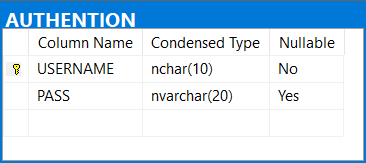 AUTHENTION
Column Name Condensed Type Nullable
USERNAME nchar(10) No
PASS nvarchar(20) Yes